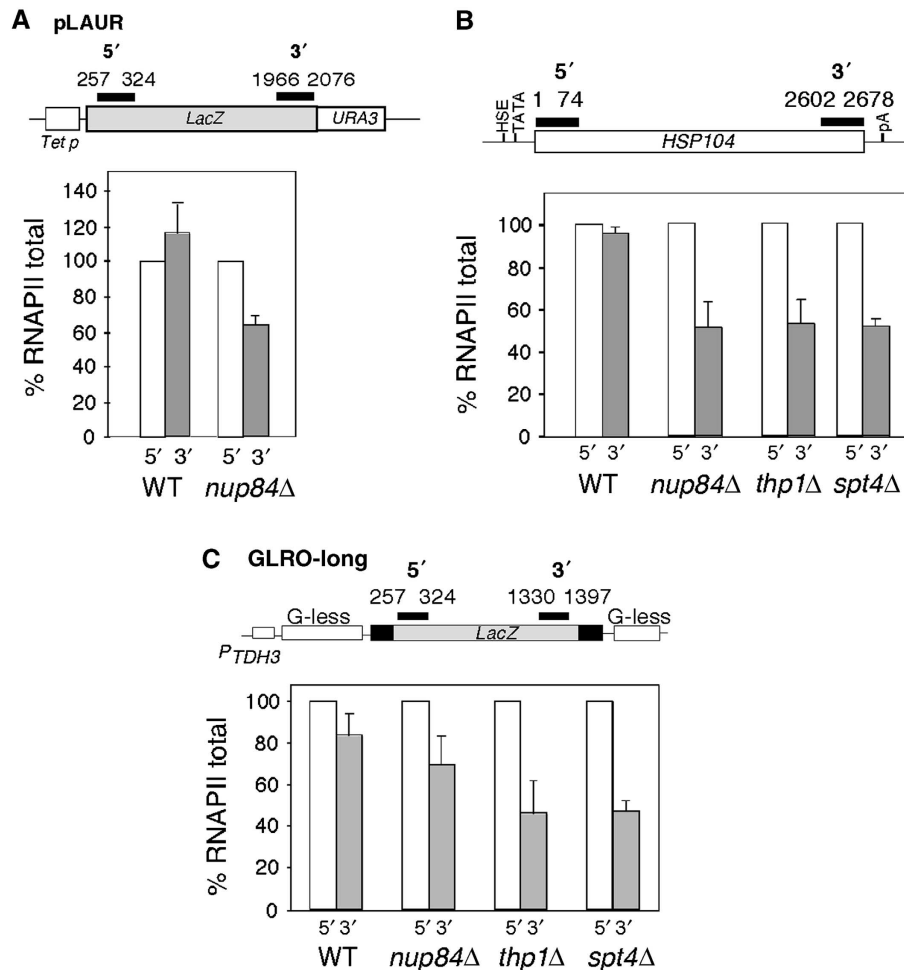 A pLAUR
5′ 3′
257 324 1966 2076
LacZ URA3
Tet p
% RNAPII total
140
120
100
80
60
40
20
0
5′ 3′ 5′ 3′
WT nup84Δ
B
5′ 3′
1 74 2602 2678
HSE
TATA
pA
HSP104
% RNAPII total
100
80
60
40
20
0
5′ 3′ 5′ 3′ 5′ 3′ 5′ 3′
WT nup84Δ thp1Δ spt4Δ
C GLRO-long
5′ 3′
257 324 1330 1397
G-less LacZ G-less
PTDH3
% RNAPII total
100
80
60
40
20
0
5′ 3′ 5′ 3′ 5′ 3′ 5′ 3′
WT nup84Δ thp1Δ spt4Δ